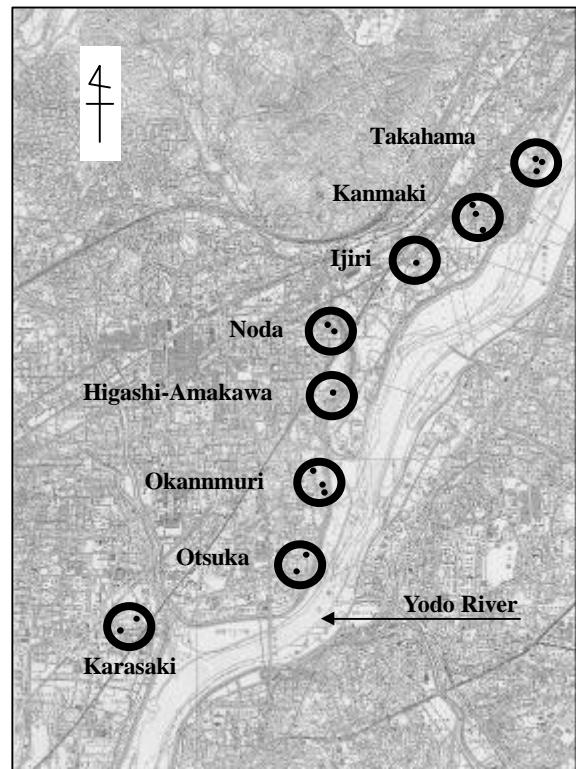 Takahama
Kanmaki
Ijiri
Noda
Higashi-Amakawa
Okannmuri
Otsuka
Yodo River
Karasaki